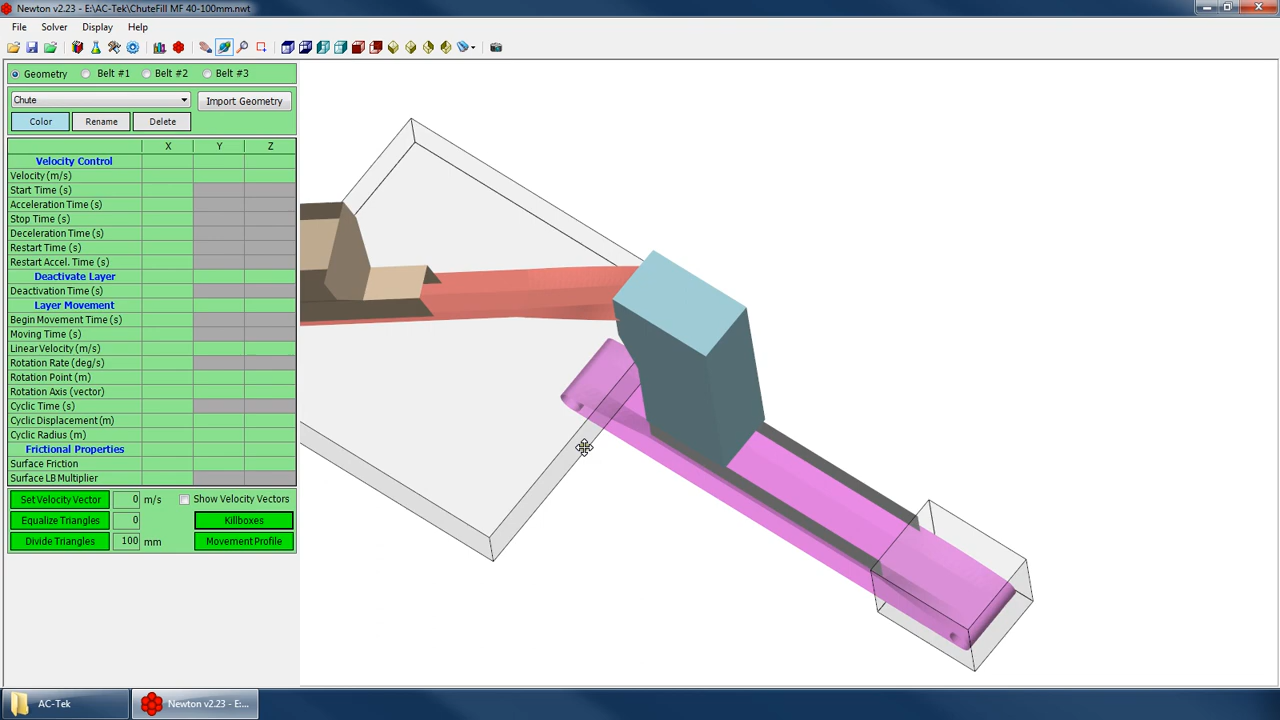 Newton v2.23 - E:\AC-Tek\ChuteFill MF 40-100mm.nwt
File Solver Display Help
Geometry Belt #1 Belt #2 Belt #3
Chute Import Geometry
Color Rename Delete
X Y Z
Velocity Control
Velocity (m/s)
Start Time (s)
Acceleration Time (s)
Stop Time (s)
Deceleration Time (s)
Restart Time (s)
Restart Accel. Time (s)
Deactivate Layer
Deactivation Time (s)
Layer Movement
Begin Movement Time (s)
Moving Time (s)
Linear Velocity (m/s)
Rotation Rate (deg/s)
Rotation Point (m)
Rotation Axis (vector)
Cyclic Time (s)
Cyclic Displacement (m)
Cyclic Radius (m)
Frictional Properties
Surface Friction
Surface LB Multiplier
Set Velocity Vector 0 m/s Show Velocity Vectors
Equalize Triangles 0 Killboxes
Divide Triangles 100 mm Movement Profile
AC-Tek Newton v2.23 - E:...